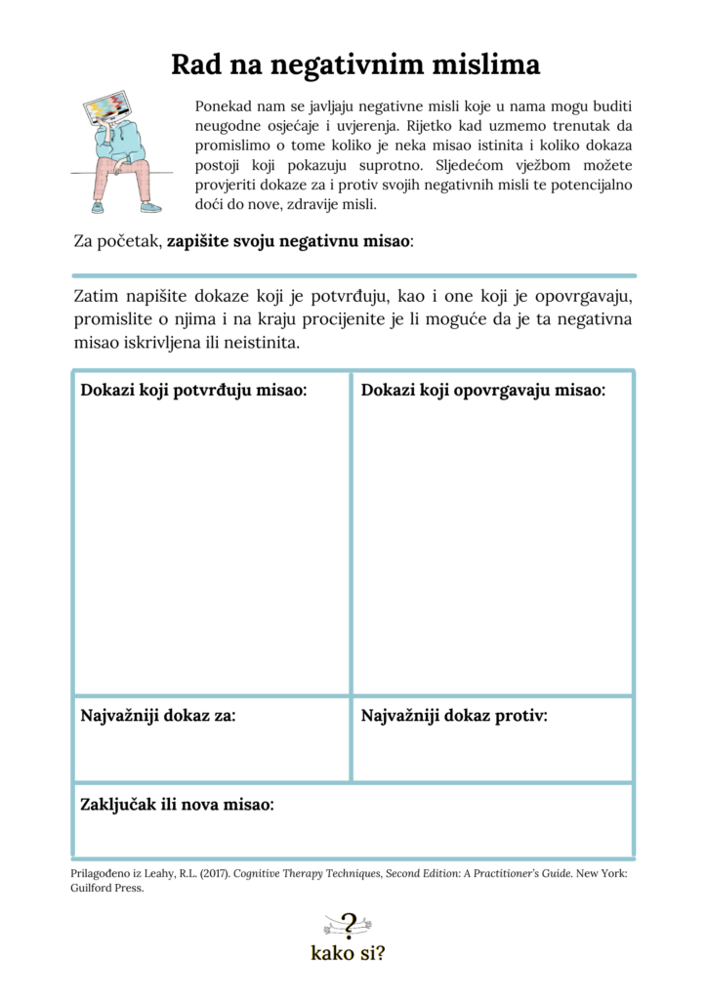 Rad na negativnim mislima
Ponekad nam se javljaju negativne misli koje u nama mogu buditi
neugodne osjećaje i uvjerenja. Rijetko kad uzmemo trenutak da
promislimo o tome koliko je neka misao istinita i koliko dokaza
postoji koji pokazuju suprotno. Sljedećom vježbom možete
provjeriti dokaze za i protiv svojih negativnih misli te potencijalno
doći do nove, zdravije misli.
Za početak, zapišite svoju negativnu misao:
Zatim napišite dokaze koji je potvrđuju, kao i one koji je opovrgavaju,
promislite o njima i na kraju procijenite je li moguće da je ta negativna
misao iskrivljena ili neistinita.
Dokazi koji potvrđuju misao:
Dokazi koji opovrgavaju misao:
Najvažniji dokaz za:
Najvažniji dokaz protiv:
Zaključak ili nova misao:
Prilagođeno iz Leahy, R.L. (2017). Cognitive Therapy Techniques, Second Edition: A Practitioner's Guide. New York:
Guilford Press.
?
kako si?